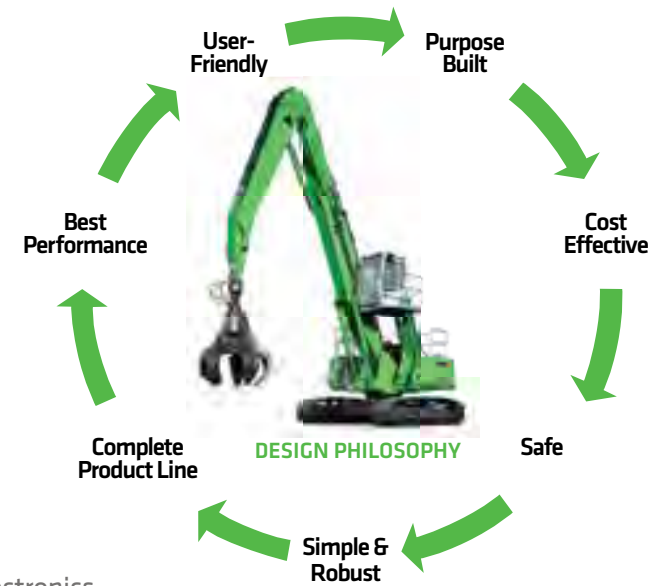 User-
Friendly
Purpose
Built
Cost
Effective
Safe
Simple &
Robust
Complete
Product Line
Best
Performance
DESIGN PHILOSOPHY